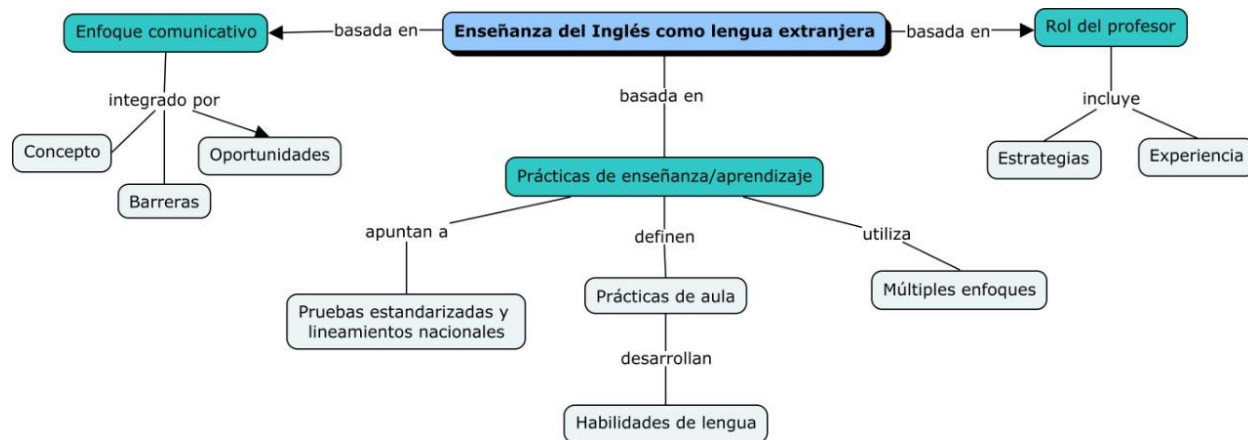 Enfoque comunicativo
basada en
Enseñanza del Inglés como lengua extranjera
basada en
Rol del profesor
integrado por
basada en
incluye
Concepto
Oportunidades
Barreras
Estrategias
Experiencia
Prácticas de enseñanza/aprendizaje
apuntan a
definen
utiliza
Pruebas estandarizadas y
lineamientos nacionales
Prácticas de aula
Múltiples enfoques
desarrollan
Habilidades de lengua